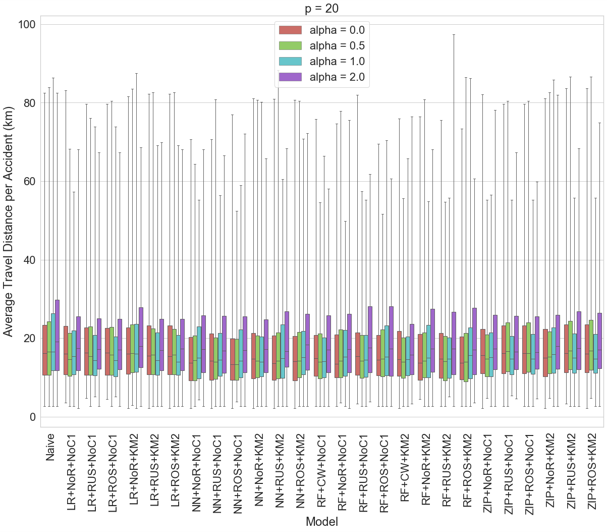 p = 20
alpha = 0.0
alpha = 0.5
alpha = 1.0
alpha = 2.0
Average Travel Distance per Accident (km)
100
80
60
40
20
0
Naive
LR+NoR+NoC1
LR+RUS+NoC1
LR+ROS+NoC1
LR+NoR+KM2
LR+RUS+KM2
LR+ROS+KM2
NN+NoR+NoC1
NN+RUS+NoC1
NN+ROS+NoC1
NN+NoR+KM2
NN+RUS+KM2
NN+ROS+KM2
RF+CW+NoC1
RF+NoR+NoC1
RF+RUS+NoC1
RF+ROS+NoC1
RF+CW+KM2
RF+NoR+KM2
RF+RUS+KM2
RF+ROS+KM2
ZIP+NoR+NoC1
ZIP+RUS+NoC1
ZIP+ROS+NoC1
ZIP+NoR+KM2
ZIP+RUS+KM2
ZIP+ROS+KM2
Model